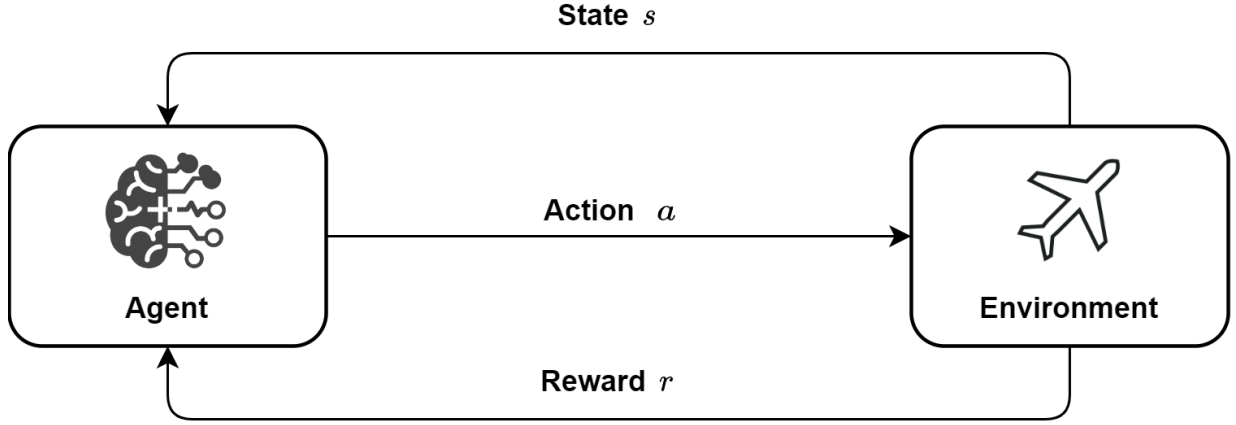 State s
Action a
Agent
Environment
Reward r